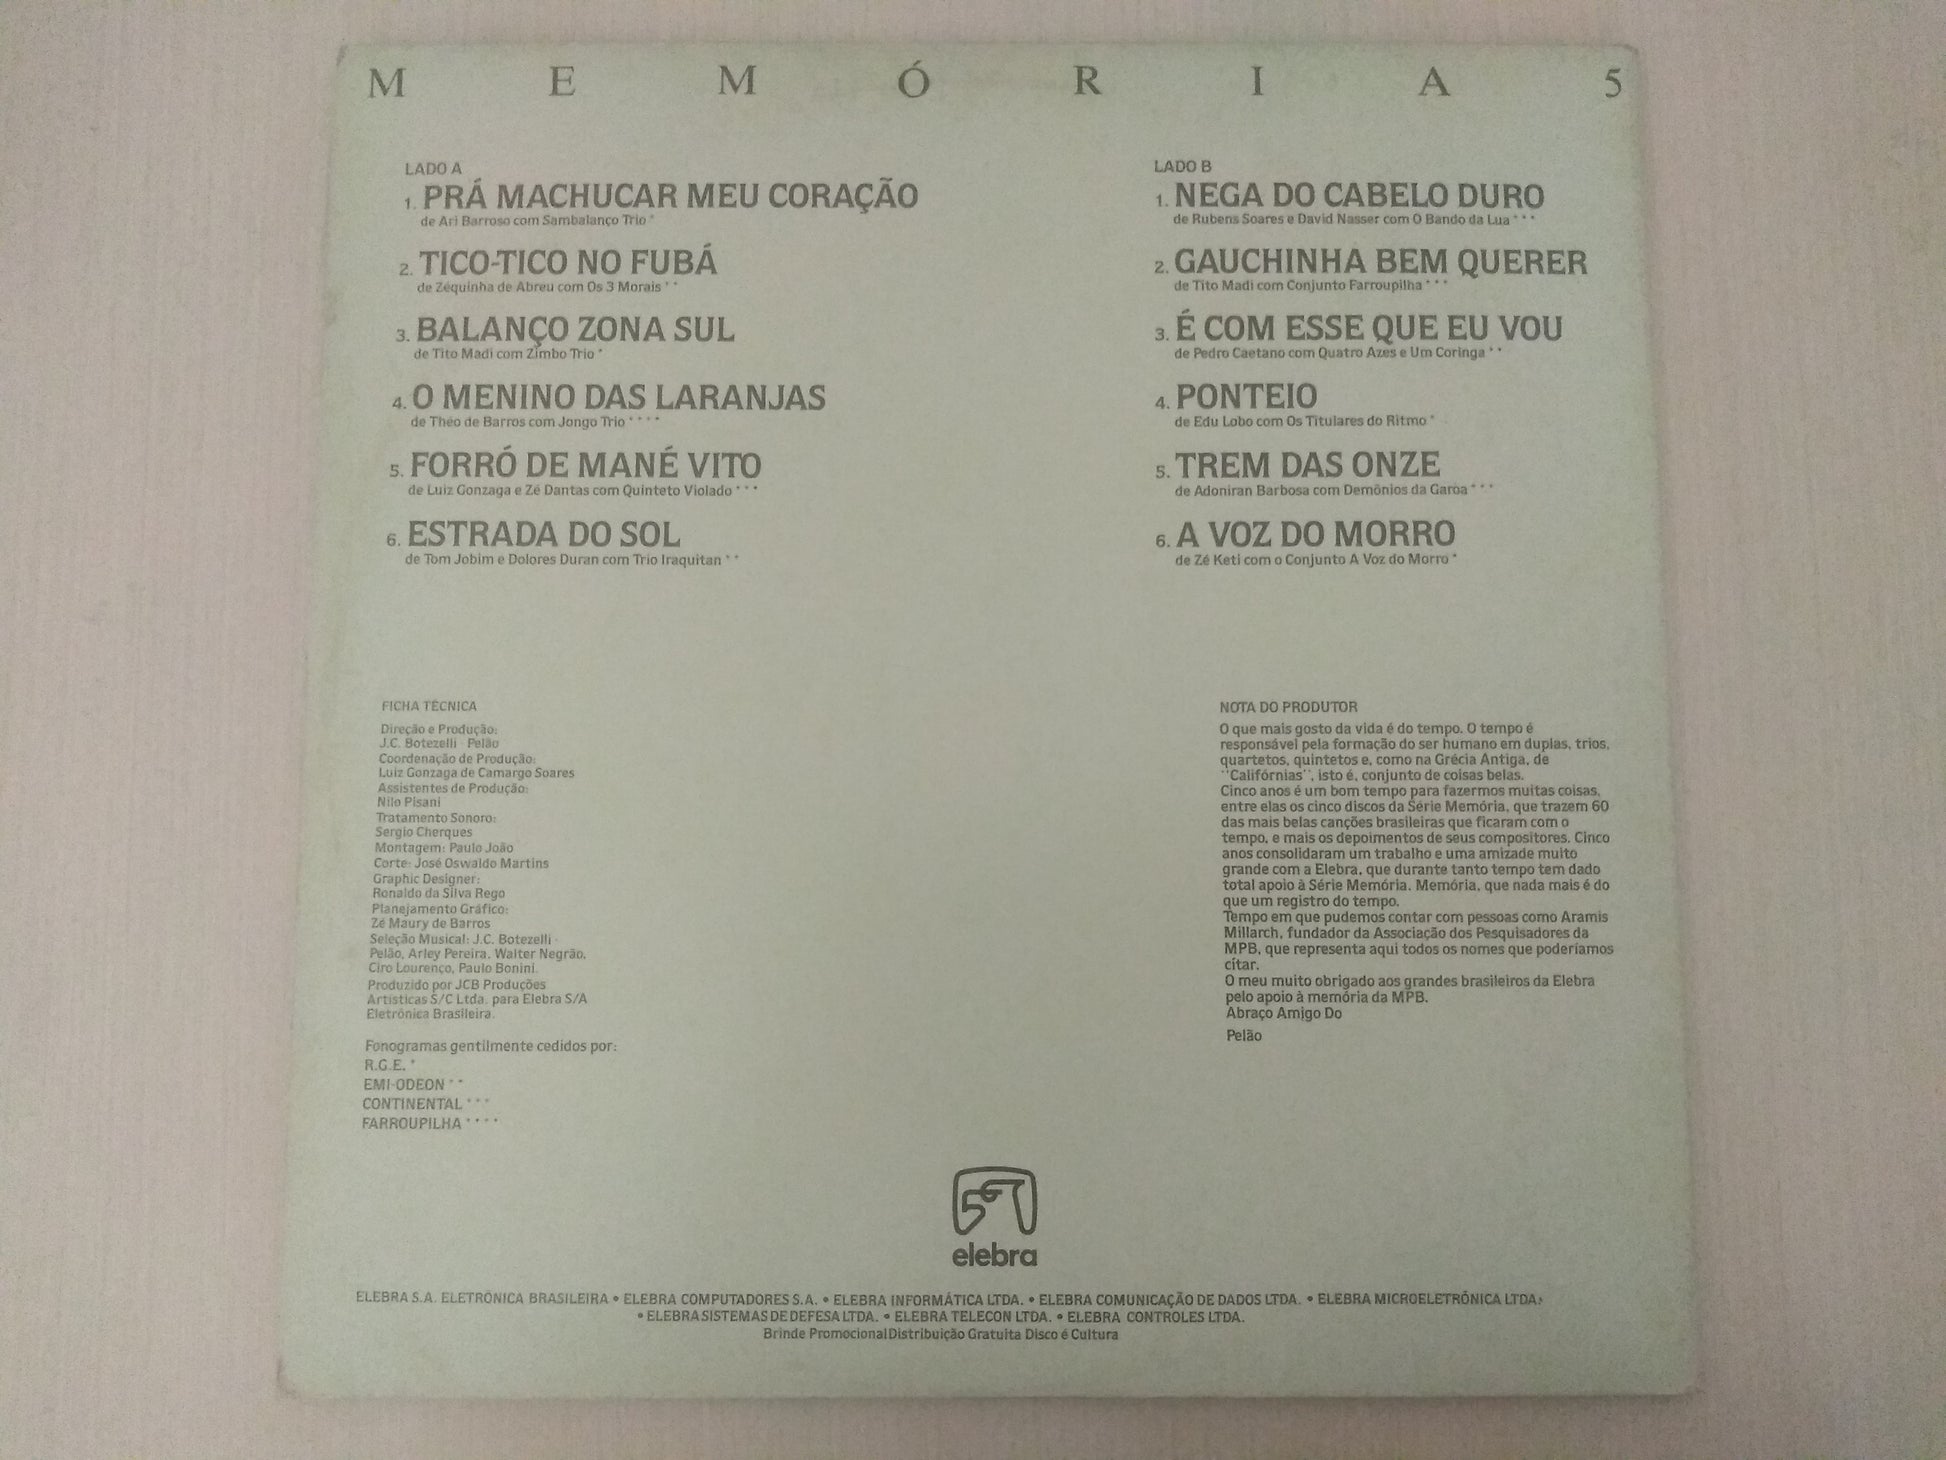 MEMÓRIA 5
LADO A
1. PRÁ MACHUCAR MEU CORAÇÃO
de Ari Barroso com Sambalanço Trio *
2. TICO-TICO NO FUBÁ
de Zequinha de Abreu com Os 3 Morais * *
3. BALANÇO ZONA SUL
de Tito Madi com Zimbo Trio *
4. O MENINO DAS LARANJAS
de Théo de Barros com Jongo Trio * * * *
5. FORRÓ DE MANÉ VITO
de Luiz Gonzaga e Zé Dantas com Quinteto Violado * * *
6. ESTRADA DO SOL
de Tom Jobim e Dolores Duran com Trio Iraquitan * *
LADO B
1. NEGA DO CABELO DURO
de Rubens Soares e David Nasser com O Bando da Lua * * *
2. GAUCHINHA BEM QUERER
de Tito Madi com Conjunto Farroupilha * * *
3. É COM ESSE QUE EU VOU
de Pedro Caetano com Quatro Azes e Um Coringa * *
4. PONTEIO
de Edu Lobo com Os Titulares do Ritmo *
5. TREM DAS ONZE
de Adoniran Barbosa com Demônios da Garoa * * *
6. A VOZ DO MORRO
de Zé Keti com o Conjunto A Voz do Morro *
FICHA TÉCNICA
Direção e Produção:
J.C. Botezelli - Pelão
Coordenação de Produção:
Luiz Gonzaga de Camargo Soares
Assistentes de Produção:
Nilo Pisani
Tratamento Sonoro:
Sergio Cherques
Montagem: Paulo João
Corte: José Oswaldo Martins
Graphic Designer:
Ronaldo da Silva Rego
Planejamento Gráfico:
Zé Maury de Barros
Seleção Musical: J.C. Botezelli -
Pelão, Arley Pereira, Walter Negrão,
Ciro Lourenço, Paulo Bonini.
Produzido por JCB Produções
Artísticas S/C Ltda. para Elebra S/A
Eletrônica Brasileira.
Fonogramas gentilmente cedidos por:
R.G.E. *
EMI-ODEON * *
CONTINENTAL * * *
FARROUPILHA * * * *
NOTA DO PRODUTOR
O que mais gosto da vida é do tempo. O tempo é
responsável pela formação do ser humano em duplas, trios,
quartetos, quintetos e, como na Grécia Antiga, de
"Califórnias", isto é, conjunto de coisas belas.
Cinco anos é um bom tempo para fazermos muitas coisas,
entre elas os cinco discos da Série Memória, que trazem 60
das mais belas canções brasileiras que ficaram com o
tempo, e mais os depoimentos de seus compositores. Cinco
anos consolidaram um trabalho e uma amizade muito
grande com a Elebra, que durante tanto tempo tem dado
total apoio à Série Memória. Memória, que nada mais é do
que um registro do tempo.
Tempo em que pudemos contar com pessoas como Aramis
Millarch, fundador da Associação dos Pesquisadores da
MPB, que representa aqui todos os nomes que poderíamos
citar.
O meu muito obrigado aos grandes brasileiros da Elebra
pelo apoio à memória da MPB.
Abraço Amigo Do
Pelão
elebra
ELEBRA S.A. ELETRÔNICA BRASILEIRA • ELEBRA COMPUTADORES S.A. • ELEBRA INFORMÁTICA LTDA. • ELEBRA COMUNICAÇÃO DE DADOS LTDA. • ELEBRA MICROELETRÔNICA LTDA.
• ELEBRA SISTEMAS DE DEFESA LTDA. • ELEBRA TELECON LTDA. • ELEBRA CONTROLES LTDA.
Brinde Promocional Distribuição Gratuita Disco é Cultura